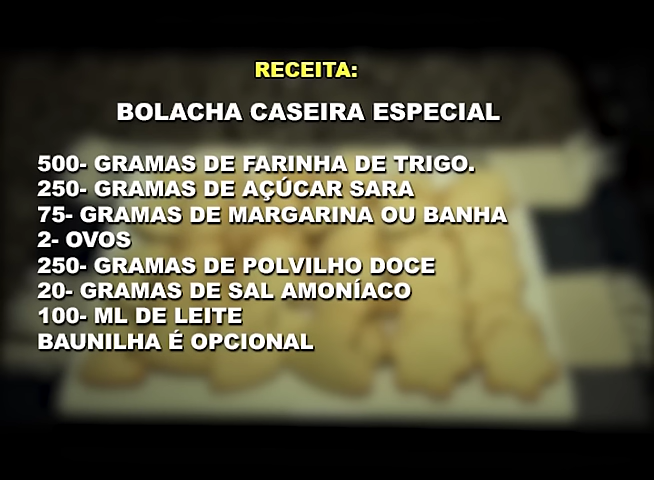 RECEITA:
BOLACHA CASEIRA ESPECIAL
500- GRAMAS DE FARINHA DE TRIGO.
250- GRAMAS DE AÇÚCAR SARA
75- GRAMAS DE MARGARINA OU BANHA
2- OVOS
250- GRAMAS DE POLVILHO DOCE
20- GRAMAS DE SAL AMONÍACO
100- ML DE LEITE
BAUNILHA É OPCIONAL